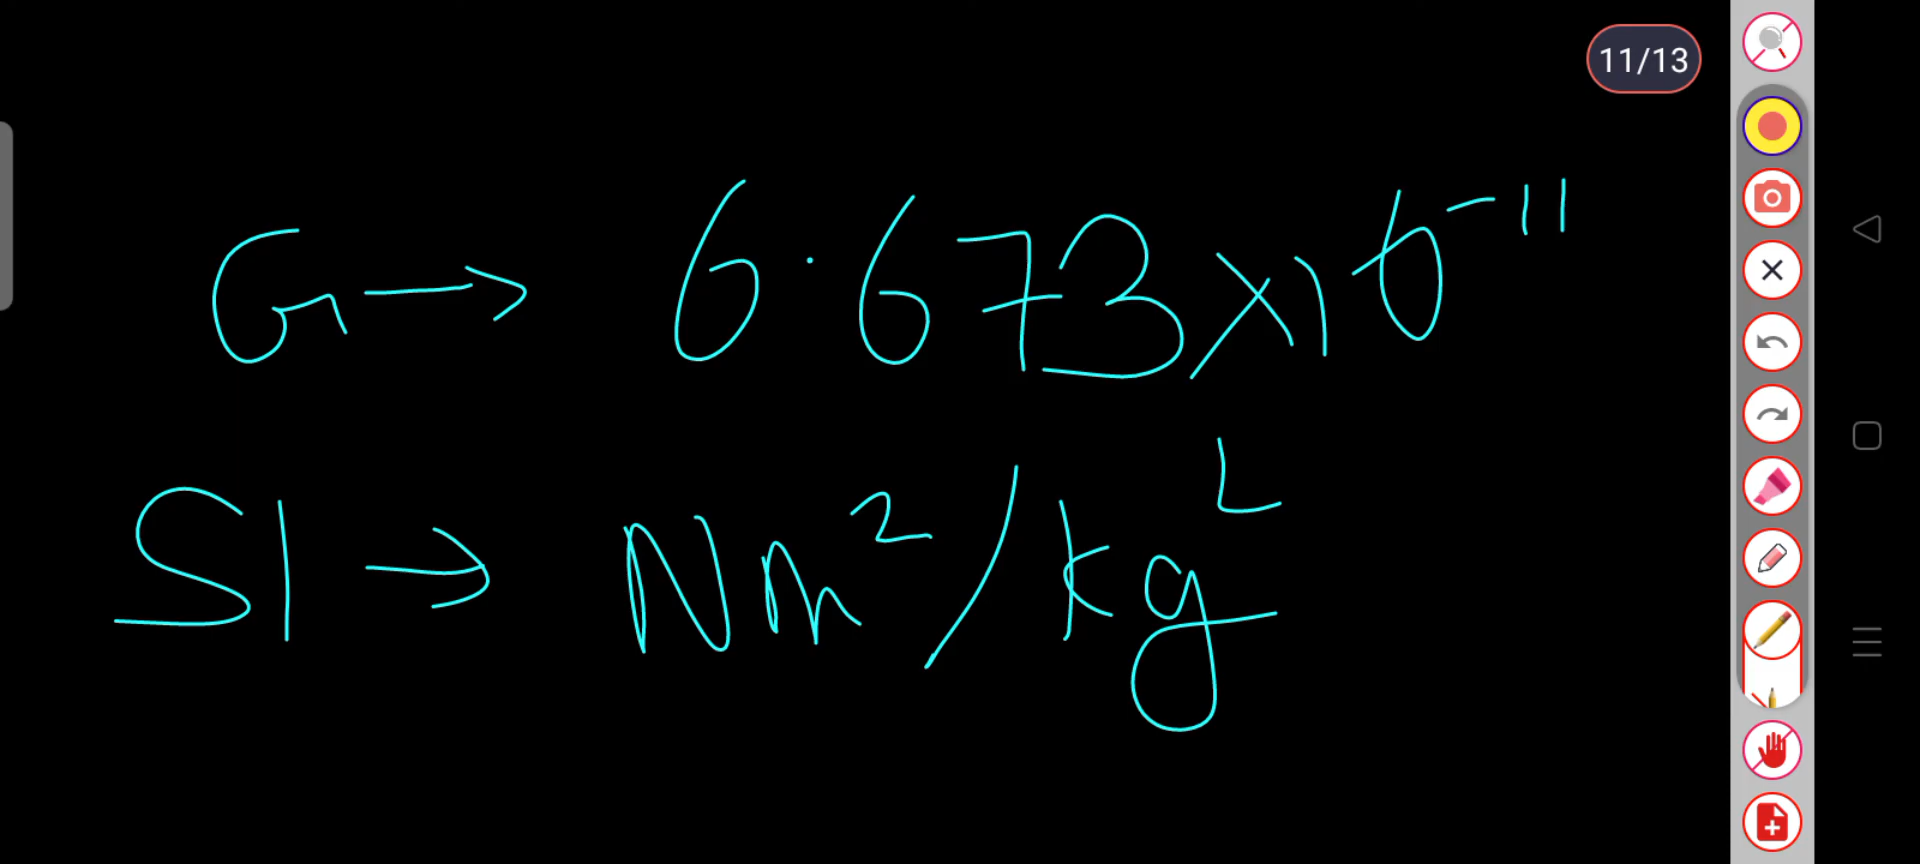 11/13
G → 6.673×10⁻¹¹
SI → Nm²/kg²